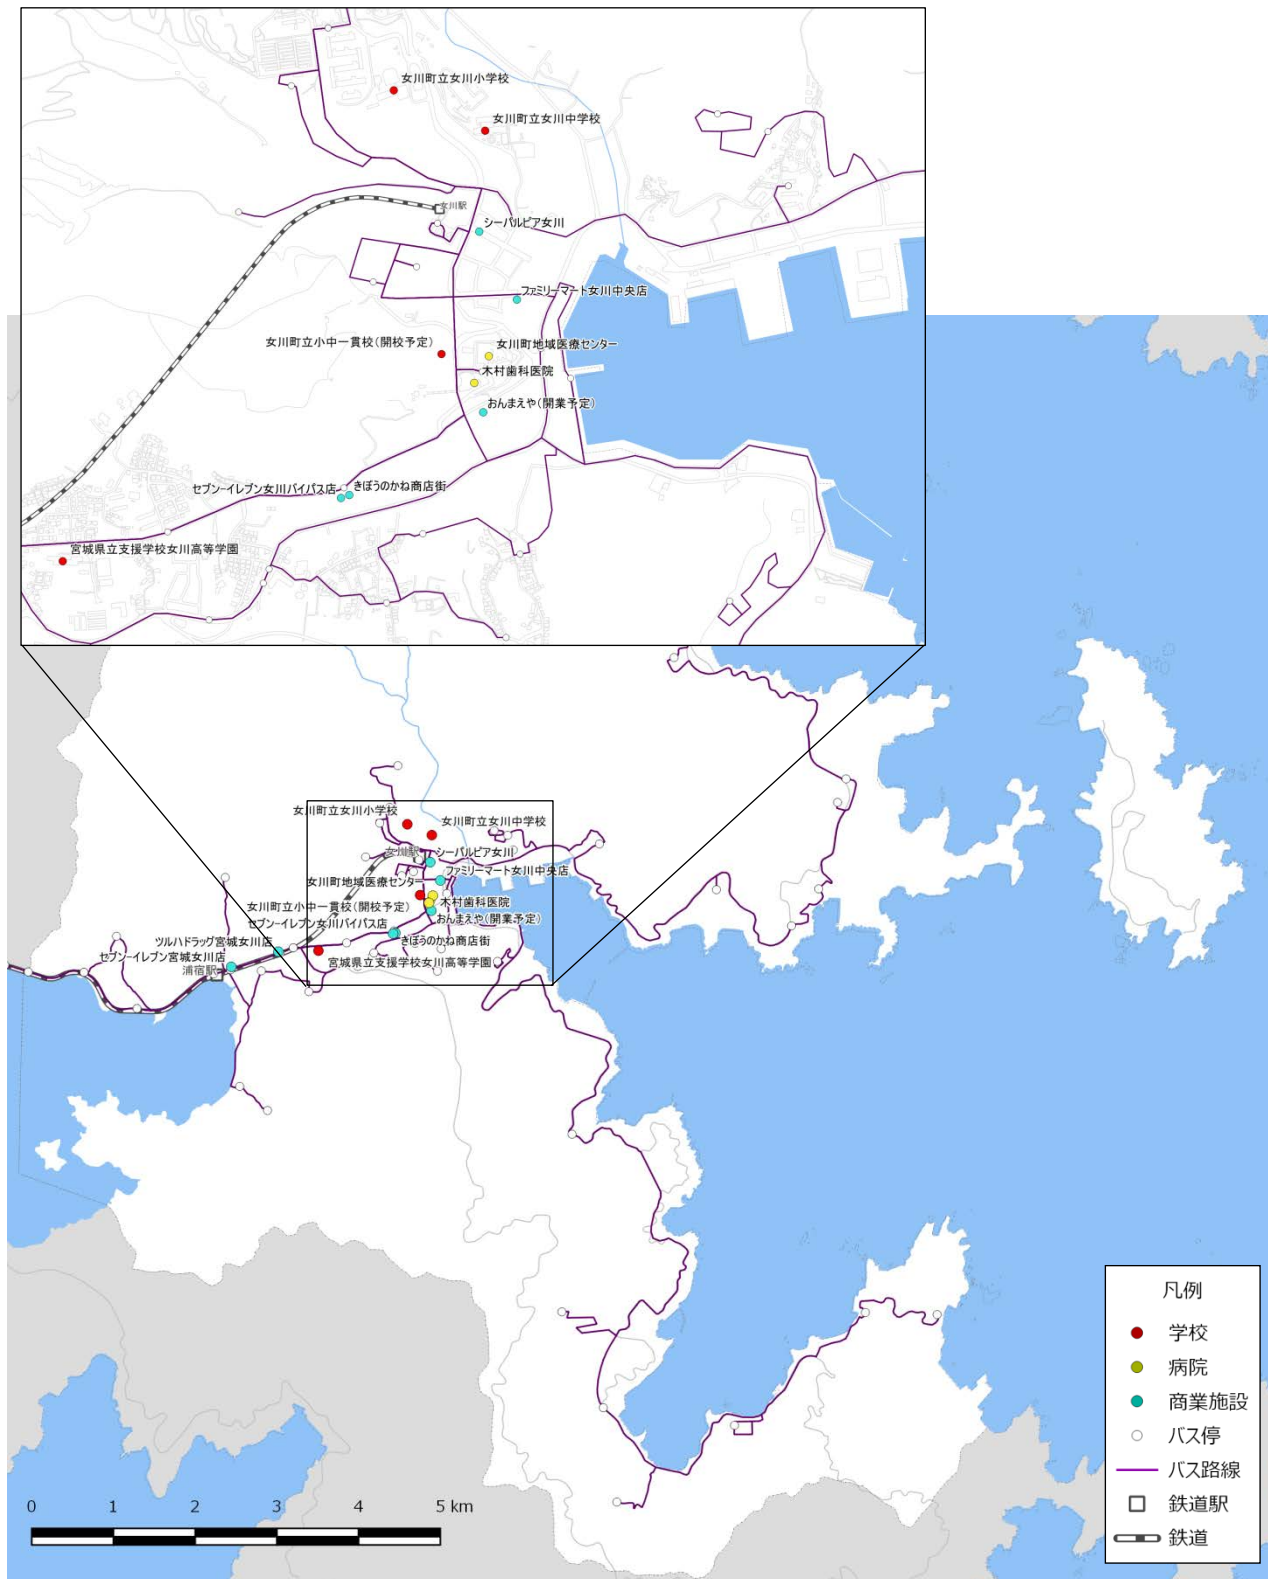 女川町立女川小学校
女川町立女川中学校
女川駅
シーパルピア女川
ファミリーマート女川中央店
女川町立小中一貫校(開校予定)
女川町地域医療センター
木村歯科医院
おんまえや(開業予定)
セブン-イレブン女川バイパス店
きぼうのかね商店街
宮城県立支援学校女川高等学園
女川町立女川小学校
女川町立女川中学校
女川駅
シーパルピア女川
ファミリーマート女川中央店
女川町地域医療センター
木村歯科医院
女川町立小中一貫校(開校予定)
おんまえや(開業予定)
セブン-イレブン女川バイパス店
きぼうのかね商店街
ツルハドラッグ宮城女川店
セブン-イレブン宮城女川店
宮城県立支援学校女川高等学園
浦宿駅
凡例
学校
病院
商業施設
バス停
バス路線
鉄道駅
鉄道
0 1 2 3 4 5 km